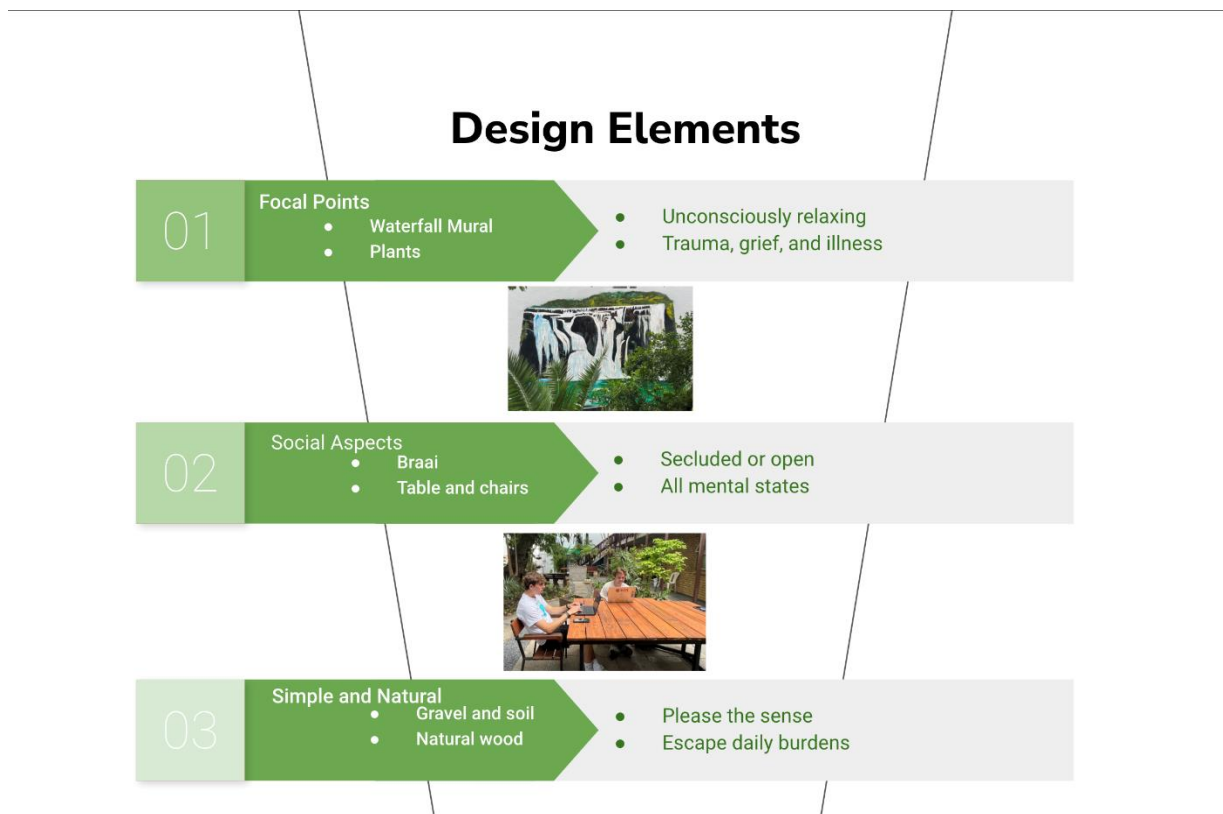 Design Elements
01
Focal Points
● Waterfall Mural
● Plants
● Unconsciously relaxing
● Trauma, grief, and illness
02
Social Aspects
● Braai
● Table and chairs
● Secluded or open
● All mental states
03
Simple and Natural
● Gravel and soil
● Natural wood
● Please the sense
● Escape daily burdens